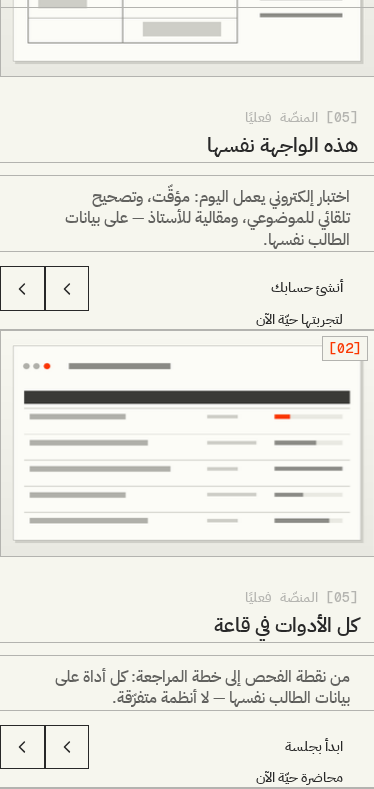 [05] المنصّة فعليًا
هذه الواجهة نفسها
اختبار إلكتروني يعمل اليوم: مؤقّت، وتصحيح
تلقائي للموضوعي، ومقالية للأستاذ — على بيانات
الطالب نفسها.
أنشئ حسابك
لتجربتها حيّة الآن
[02]
[05] المنصّة فعليًا
كل الأدوات في قاعة
من نقطة الفحص إلى خطة المراجعة: كل أداة على
بيانات الطالب نفسها — لا أنظمة متفرّقة.
ابدأ بجلسة
محاضرة حيّة الآن